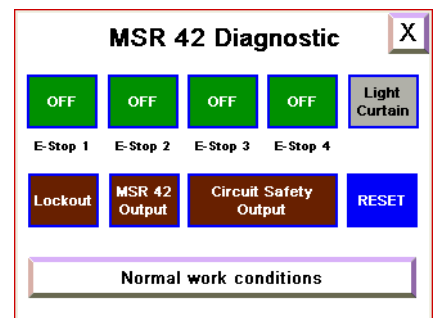 MSR 42 Diagnostic X
OFF OFF OFF OFF Light
Curtain
E-Stop 1 E-Stop 2 E-Stop 3 E-Stop 4
Lockout MSR 42
Output Circuit Safety
Output RESET
Normal work conditions